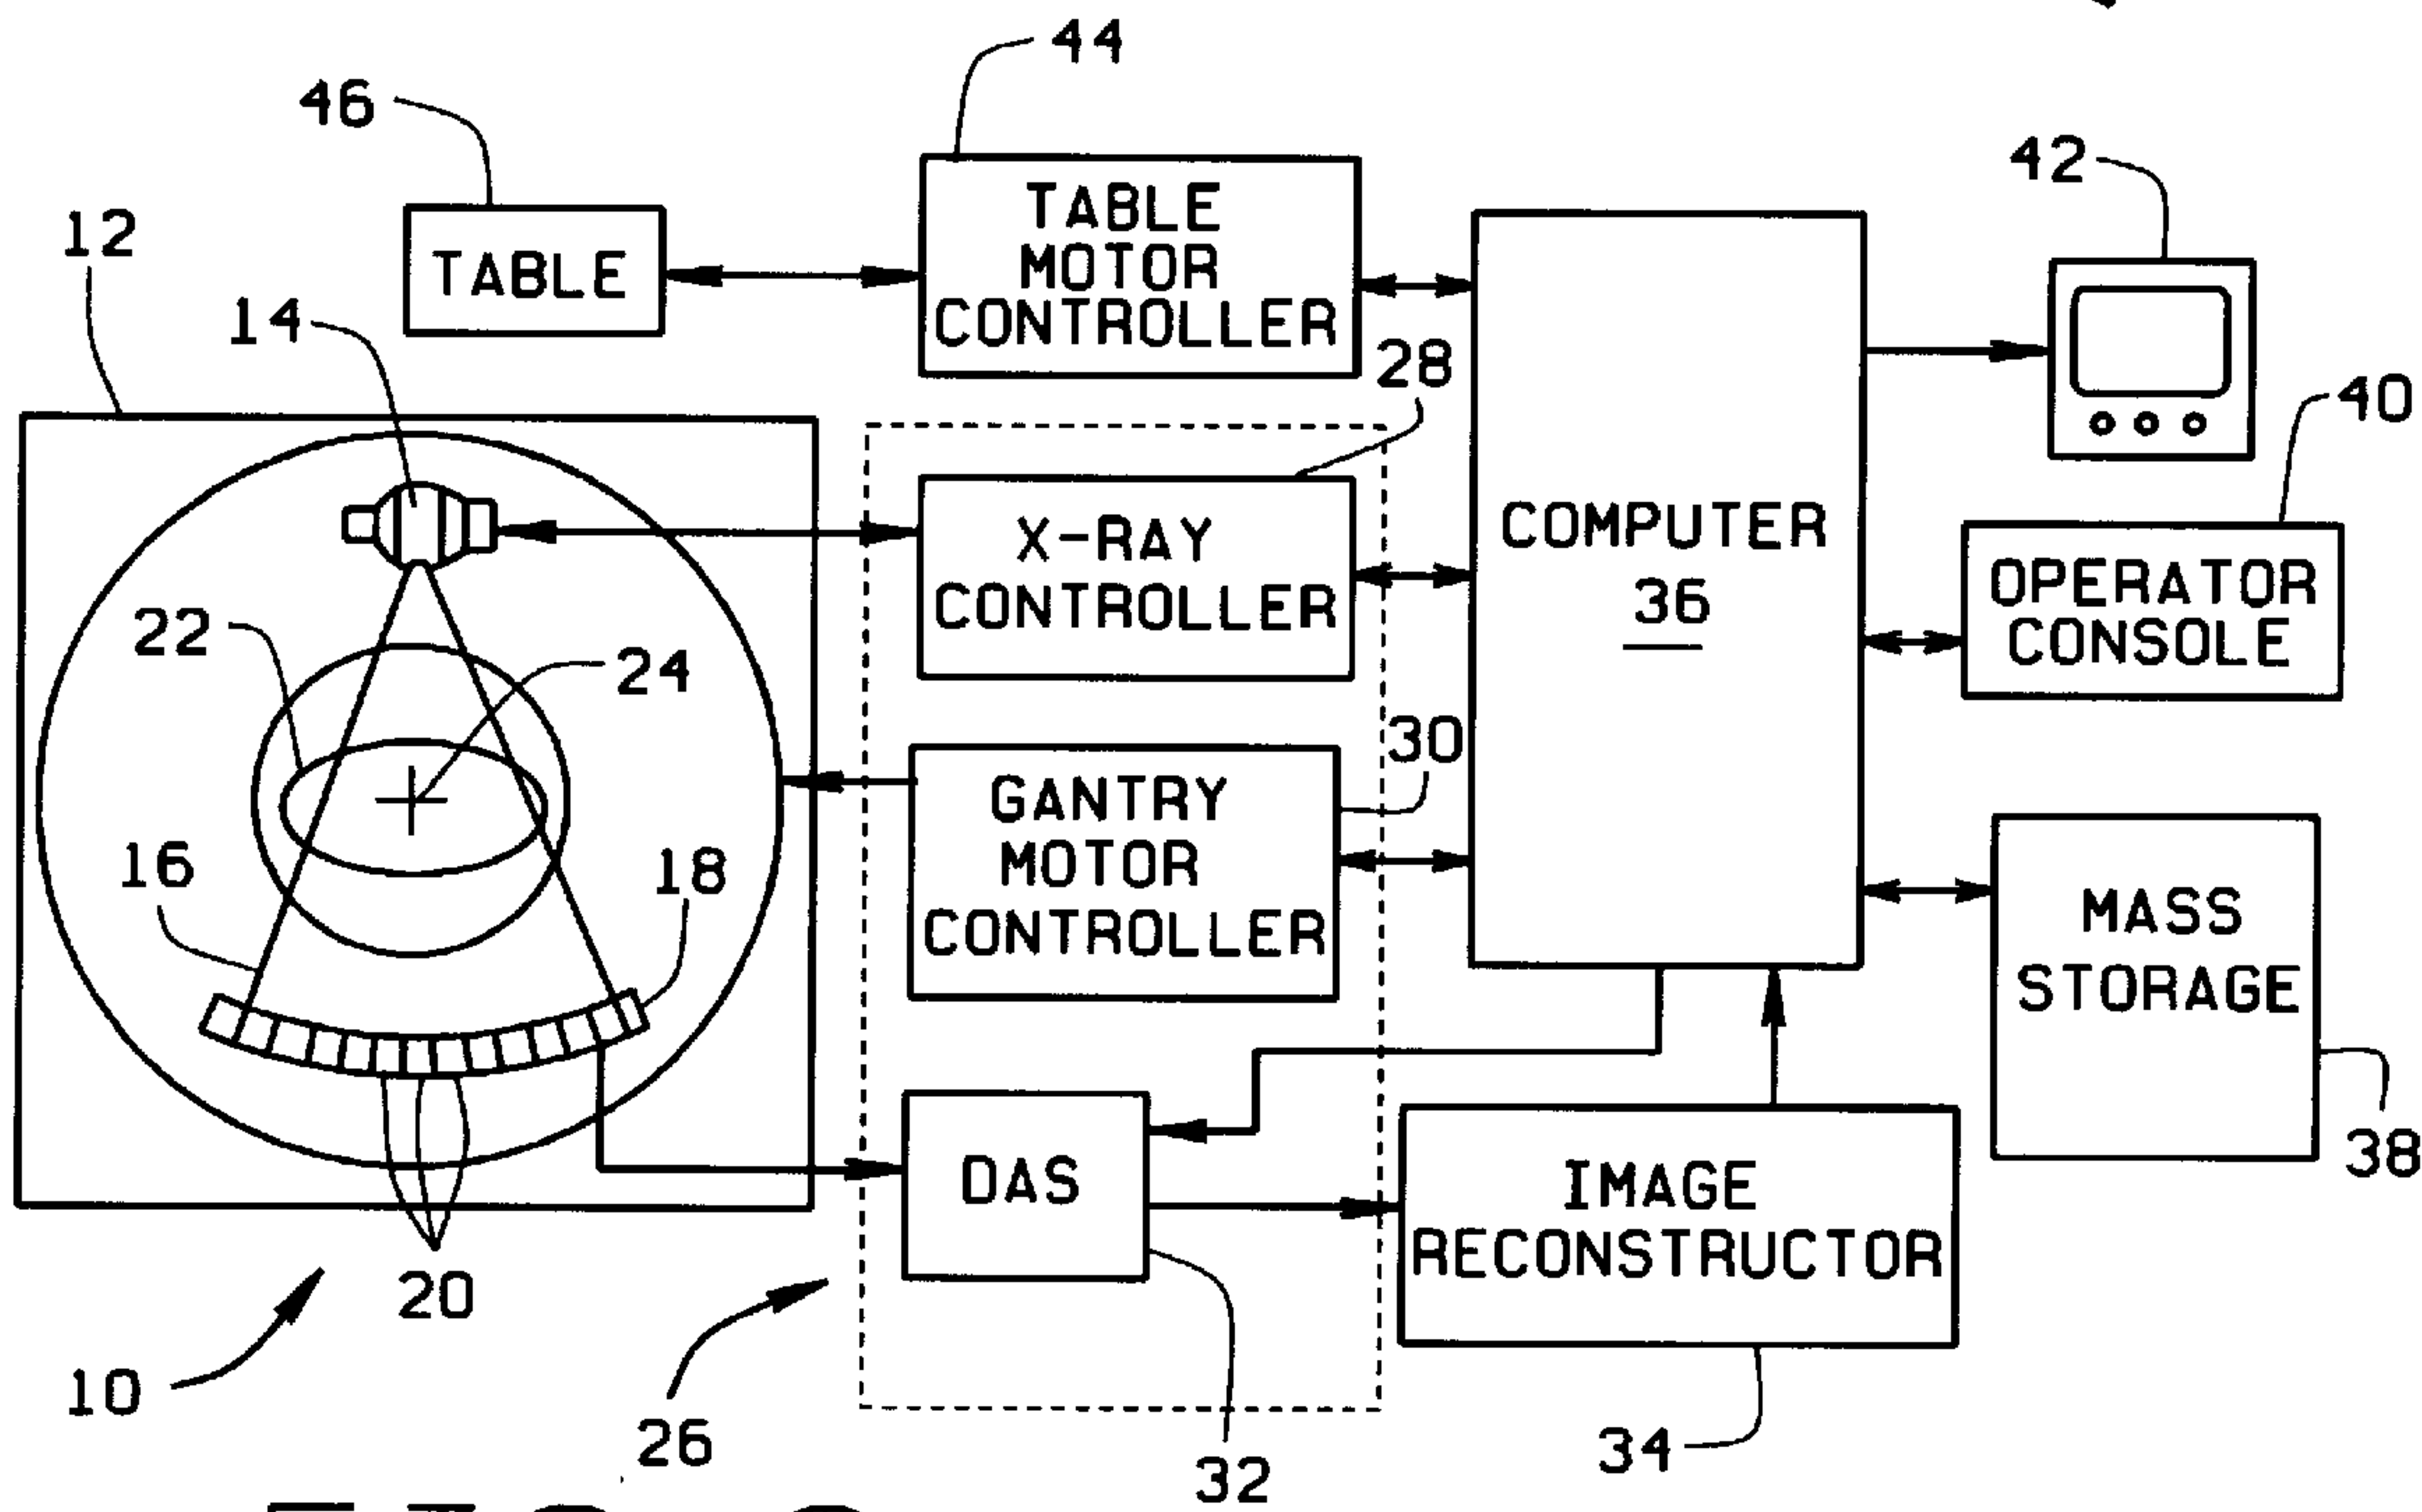 44
46
42
12
TABLE
MOTOR
CONTROLLER
TABLE
14
28
40
X-RAY
CONTROLLER
COMPUTER
36
OPERATOR
CONSOLE
22
24
30
GANTRY
MOTOR
CONTROLLER
16
18
MASS
STORAGE
38
DAS
IMAGE
RECONSTRUCTOR
20
10
26
32
34